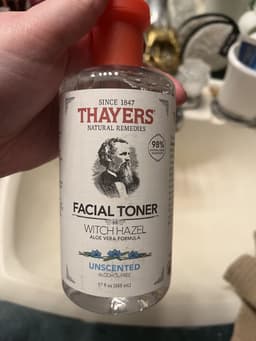 SINCE 1847
THAYERS
NATURAL REMEDIES
98%
FACIAL TONER
WITCH HAZEL
ALOE VERA FORMULA
UNSCENTED
ALCOHOL-FREE